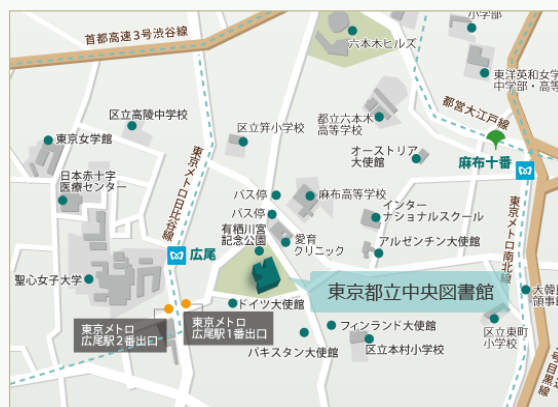 首都高速3号渋谷線
六本木ヒルズ
小学部
東洋英和女学
中学部・高等
都営大江戸線
都立六本木
高等学校
区立高陵中学校
区立笄小学校
東京女学館
オーストリア
大使館
麻布十番
日本赤十字
医療センター
東京メトロ日比谷線
バス停
麻布高等学校
バス停
インター
ナショナルスクール
東京メトロ南北線
有栖川宮
記念公園
愛育
クリニック
アルゼンチン大使館
広尾
聖心女子大学
東京都立中央図書館
大韓民
領事
ドイツ大使館
東京メトロ
広尾駅2番出口
東京メトロ
広尾駅1番出口
フィンランド大使館
パキスタン大使館
区立本村小学校
区立東町
小学校
号目黒線